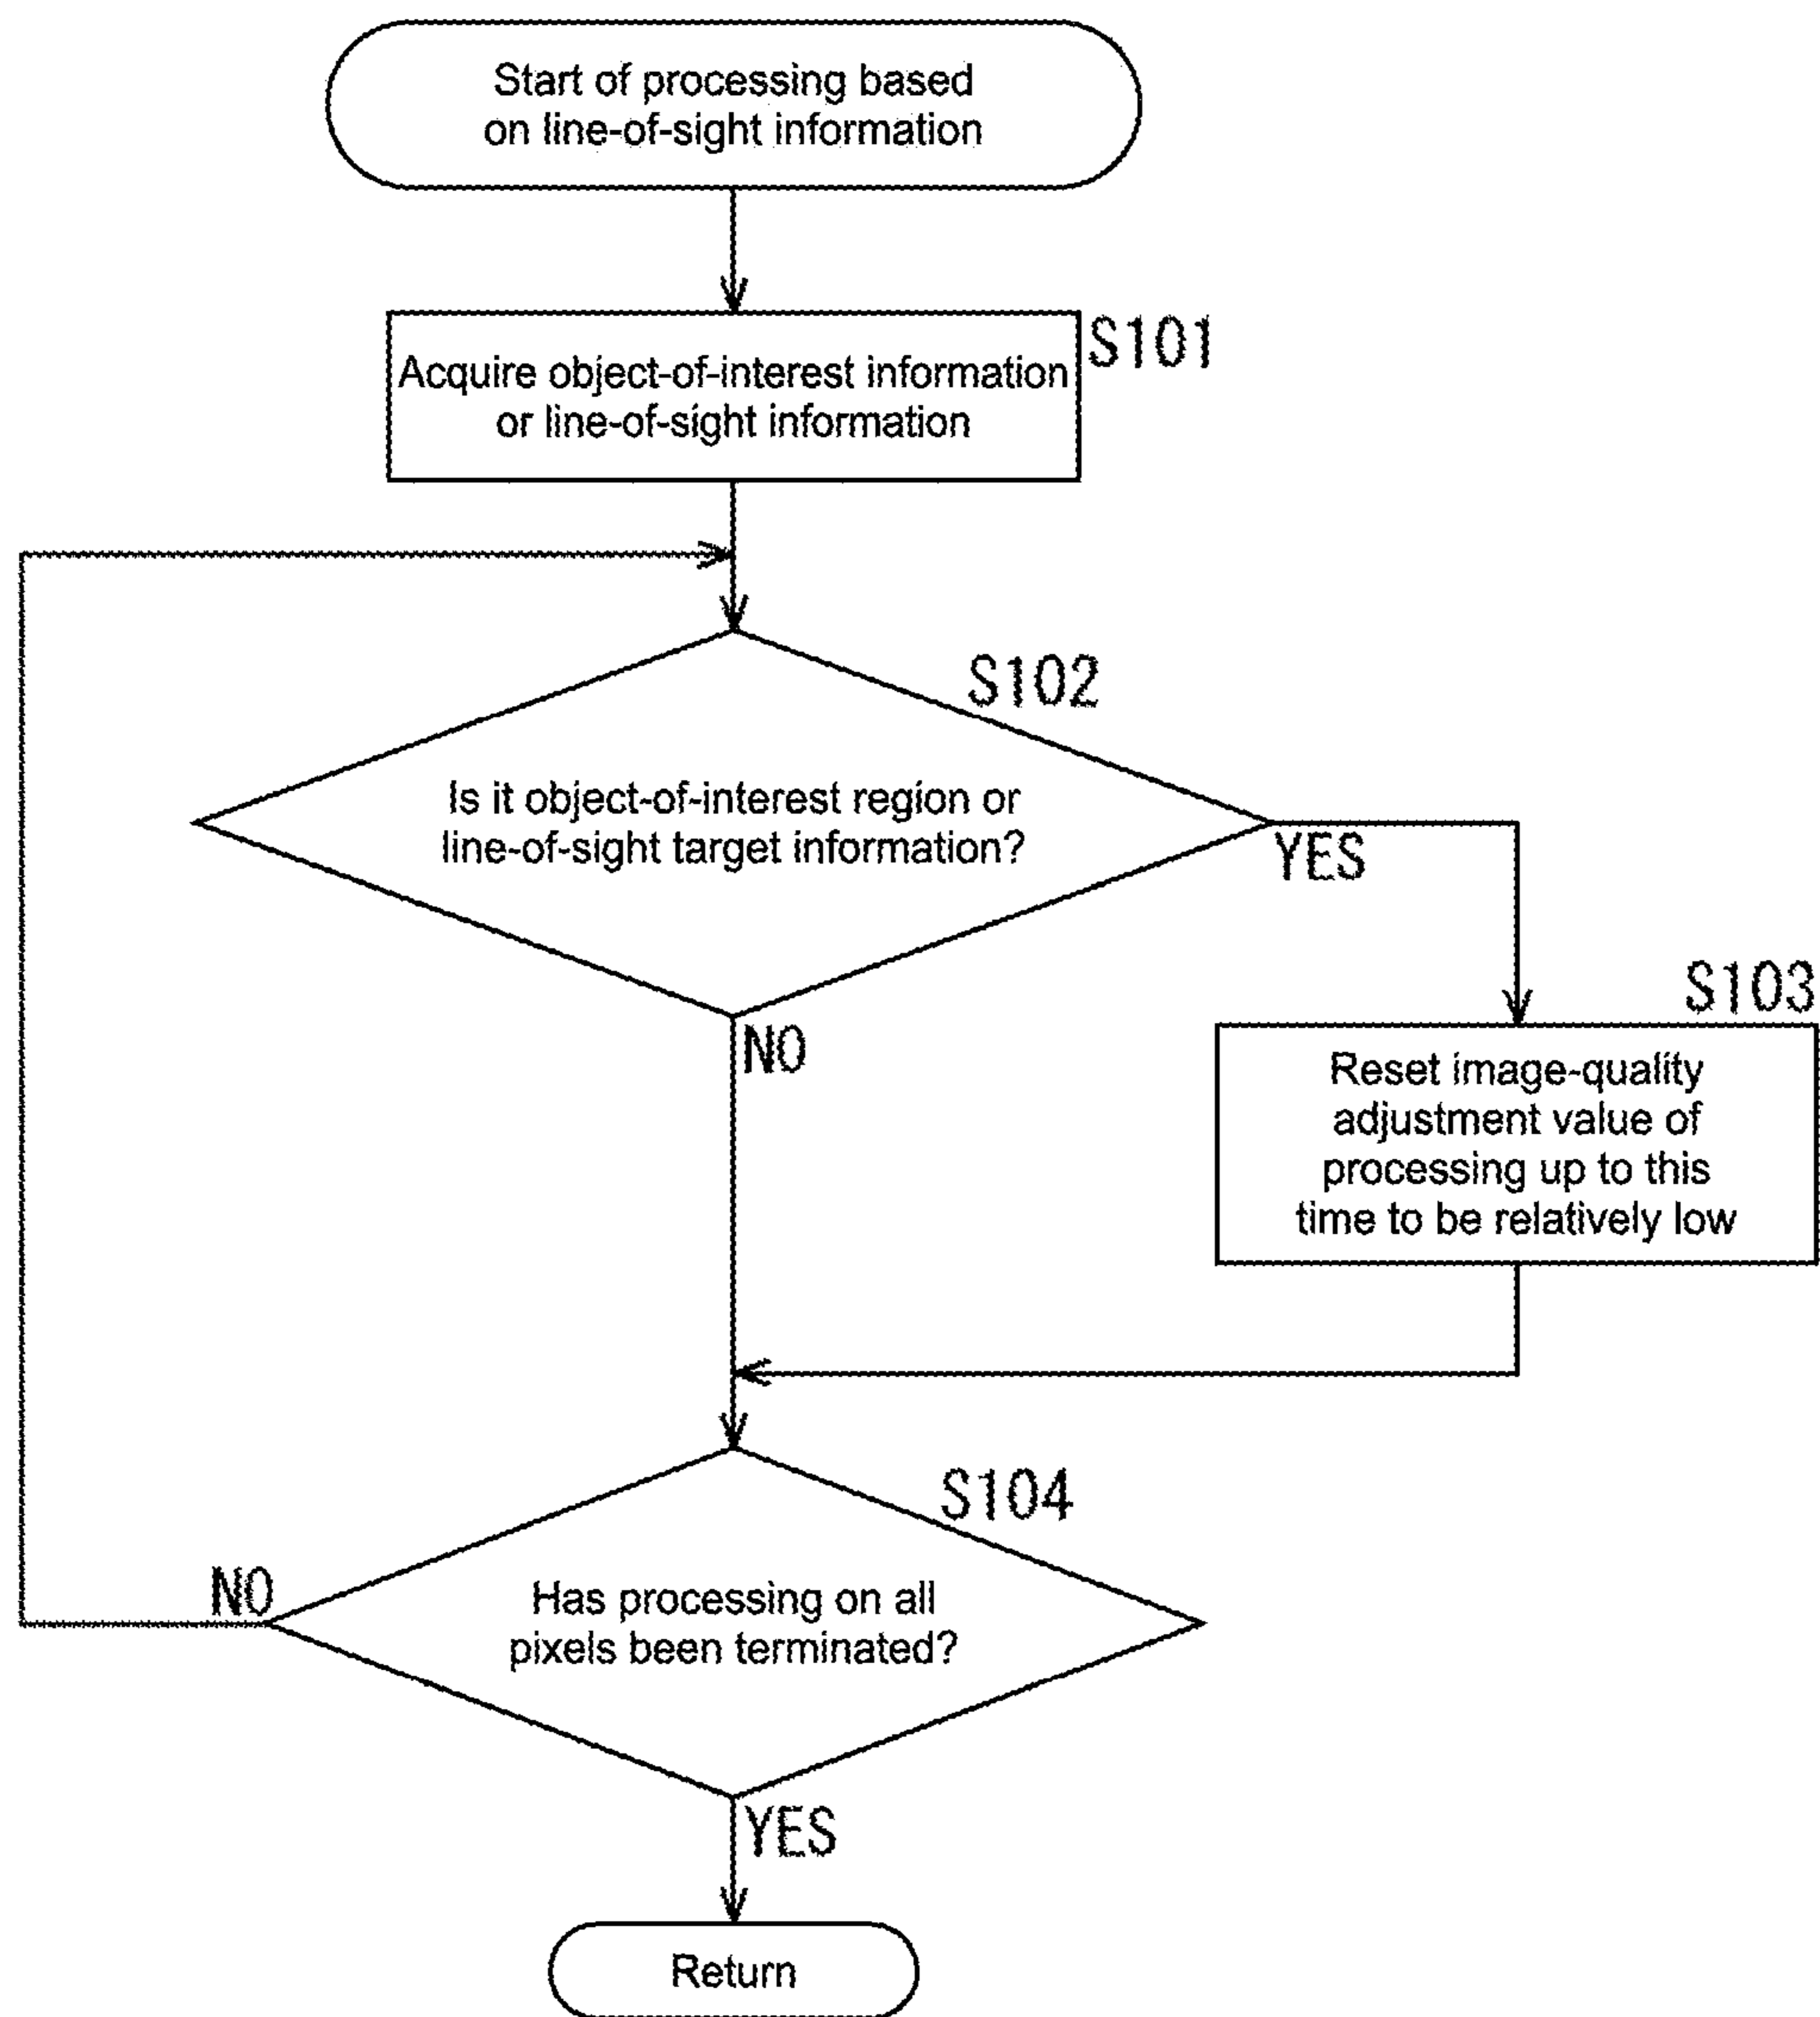 Start of processing based
on line-of-sight information
S101
Acquire object-of-interest information
or line-of-sight information
S102
Is it object-of-interest region or
line-of-sight target information?
YES
NO
S103
Reset image-quality
adjustment value of
processing up to this
time to be relatively low
S104
NO
Has processing on all
pixels been terminated?
YES
Return